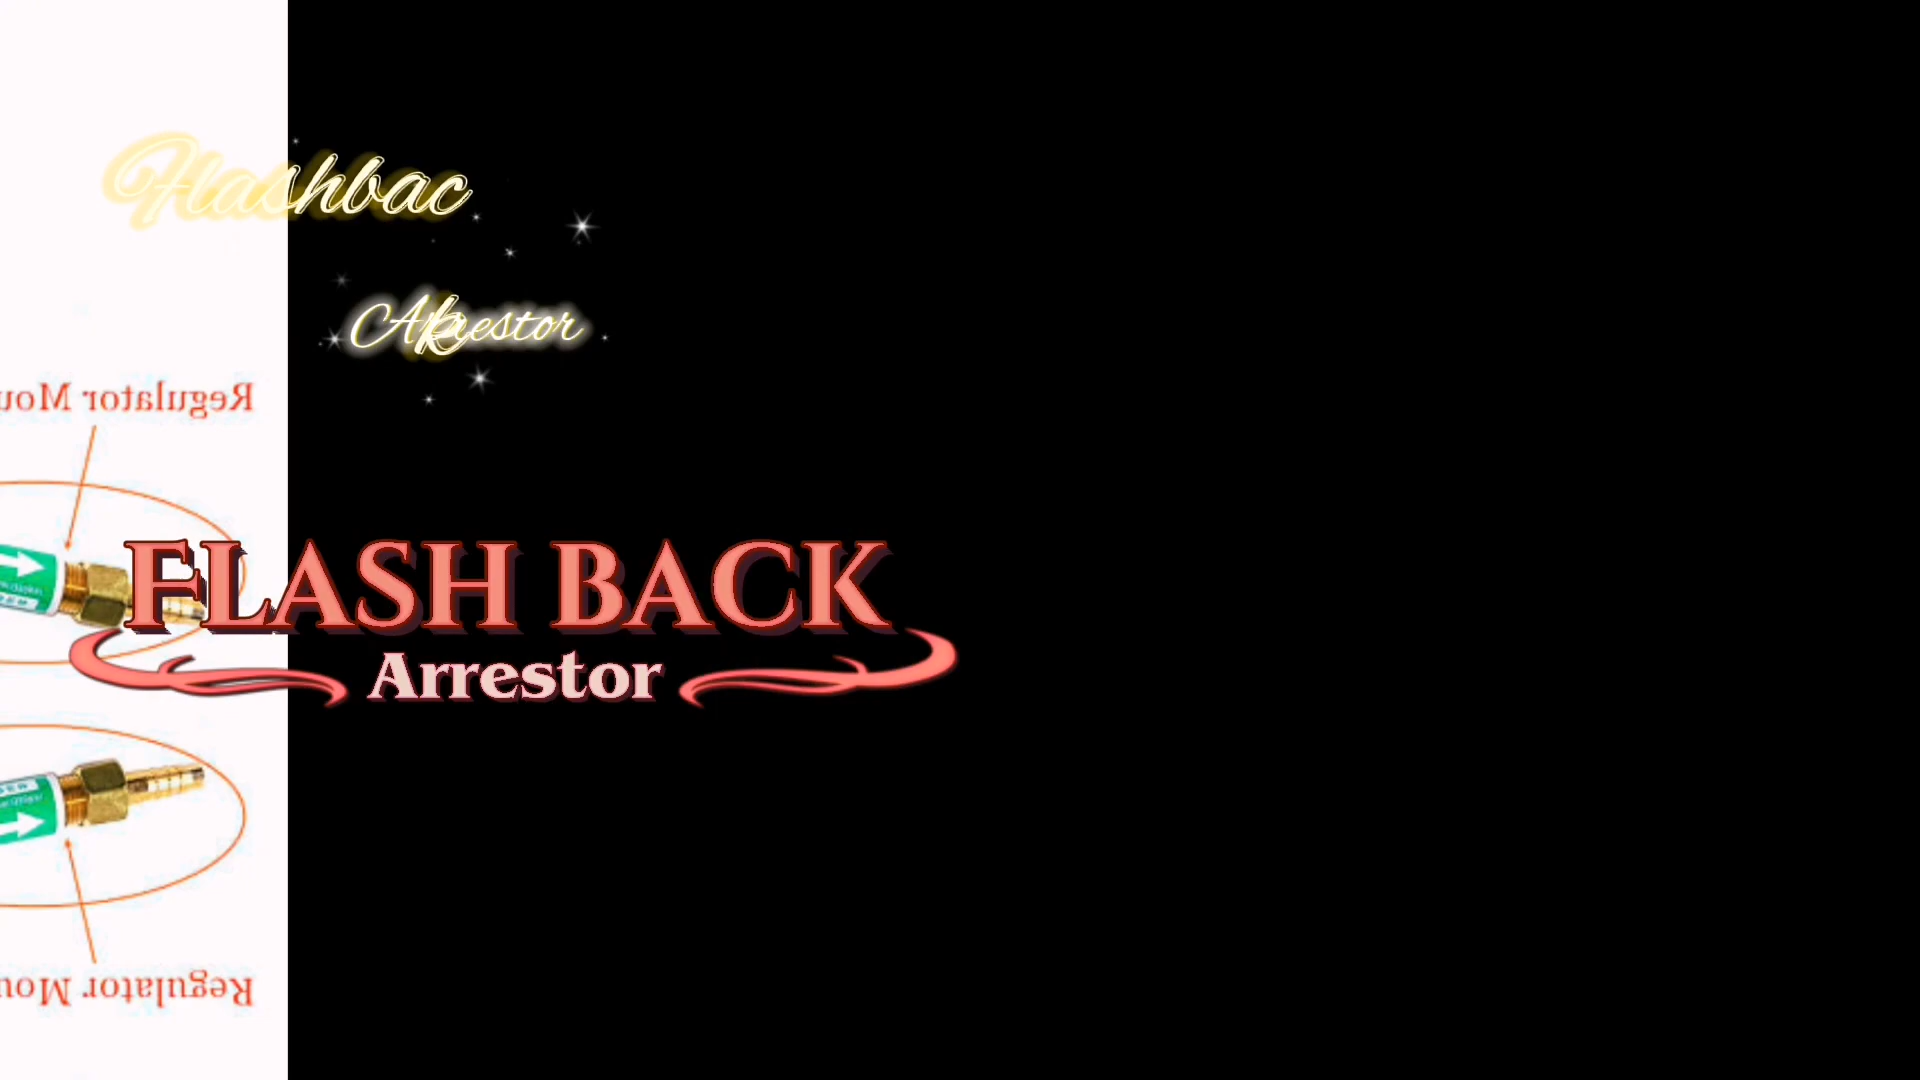 Flashbac
k
Arrestor
Regulator Mou
FLASH BACK
Arrestor
Regulator Mou